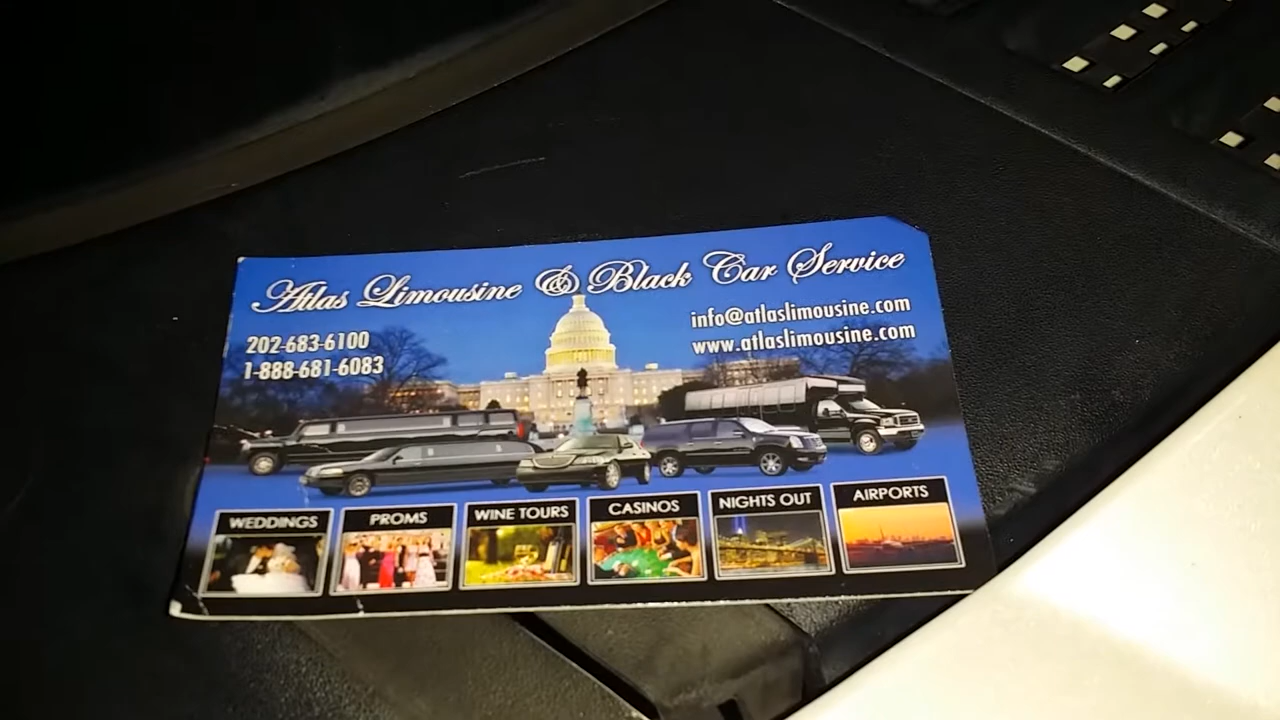 Atlas Limousine & Black Car Service
202-683-6100
1-888-681-6083
info@atlaslimousine.com
www.atlaslimousine.com
WEDDINGS
PROMS
WINE TOURS
CASINOS
NIGHTS OUT
AIRPORTS